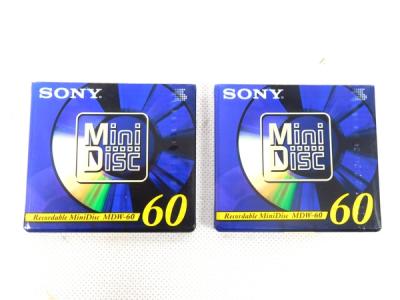 SONY
Mini
Disc
Recordable MiniDisc MDW-60 60
SONY
Mini
Disc
Recordable MiniDisc MDW-60 60